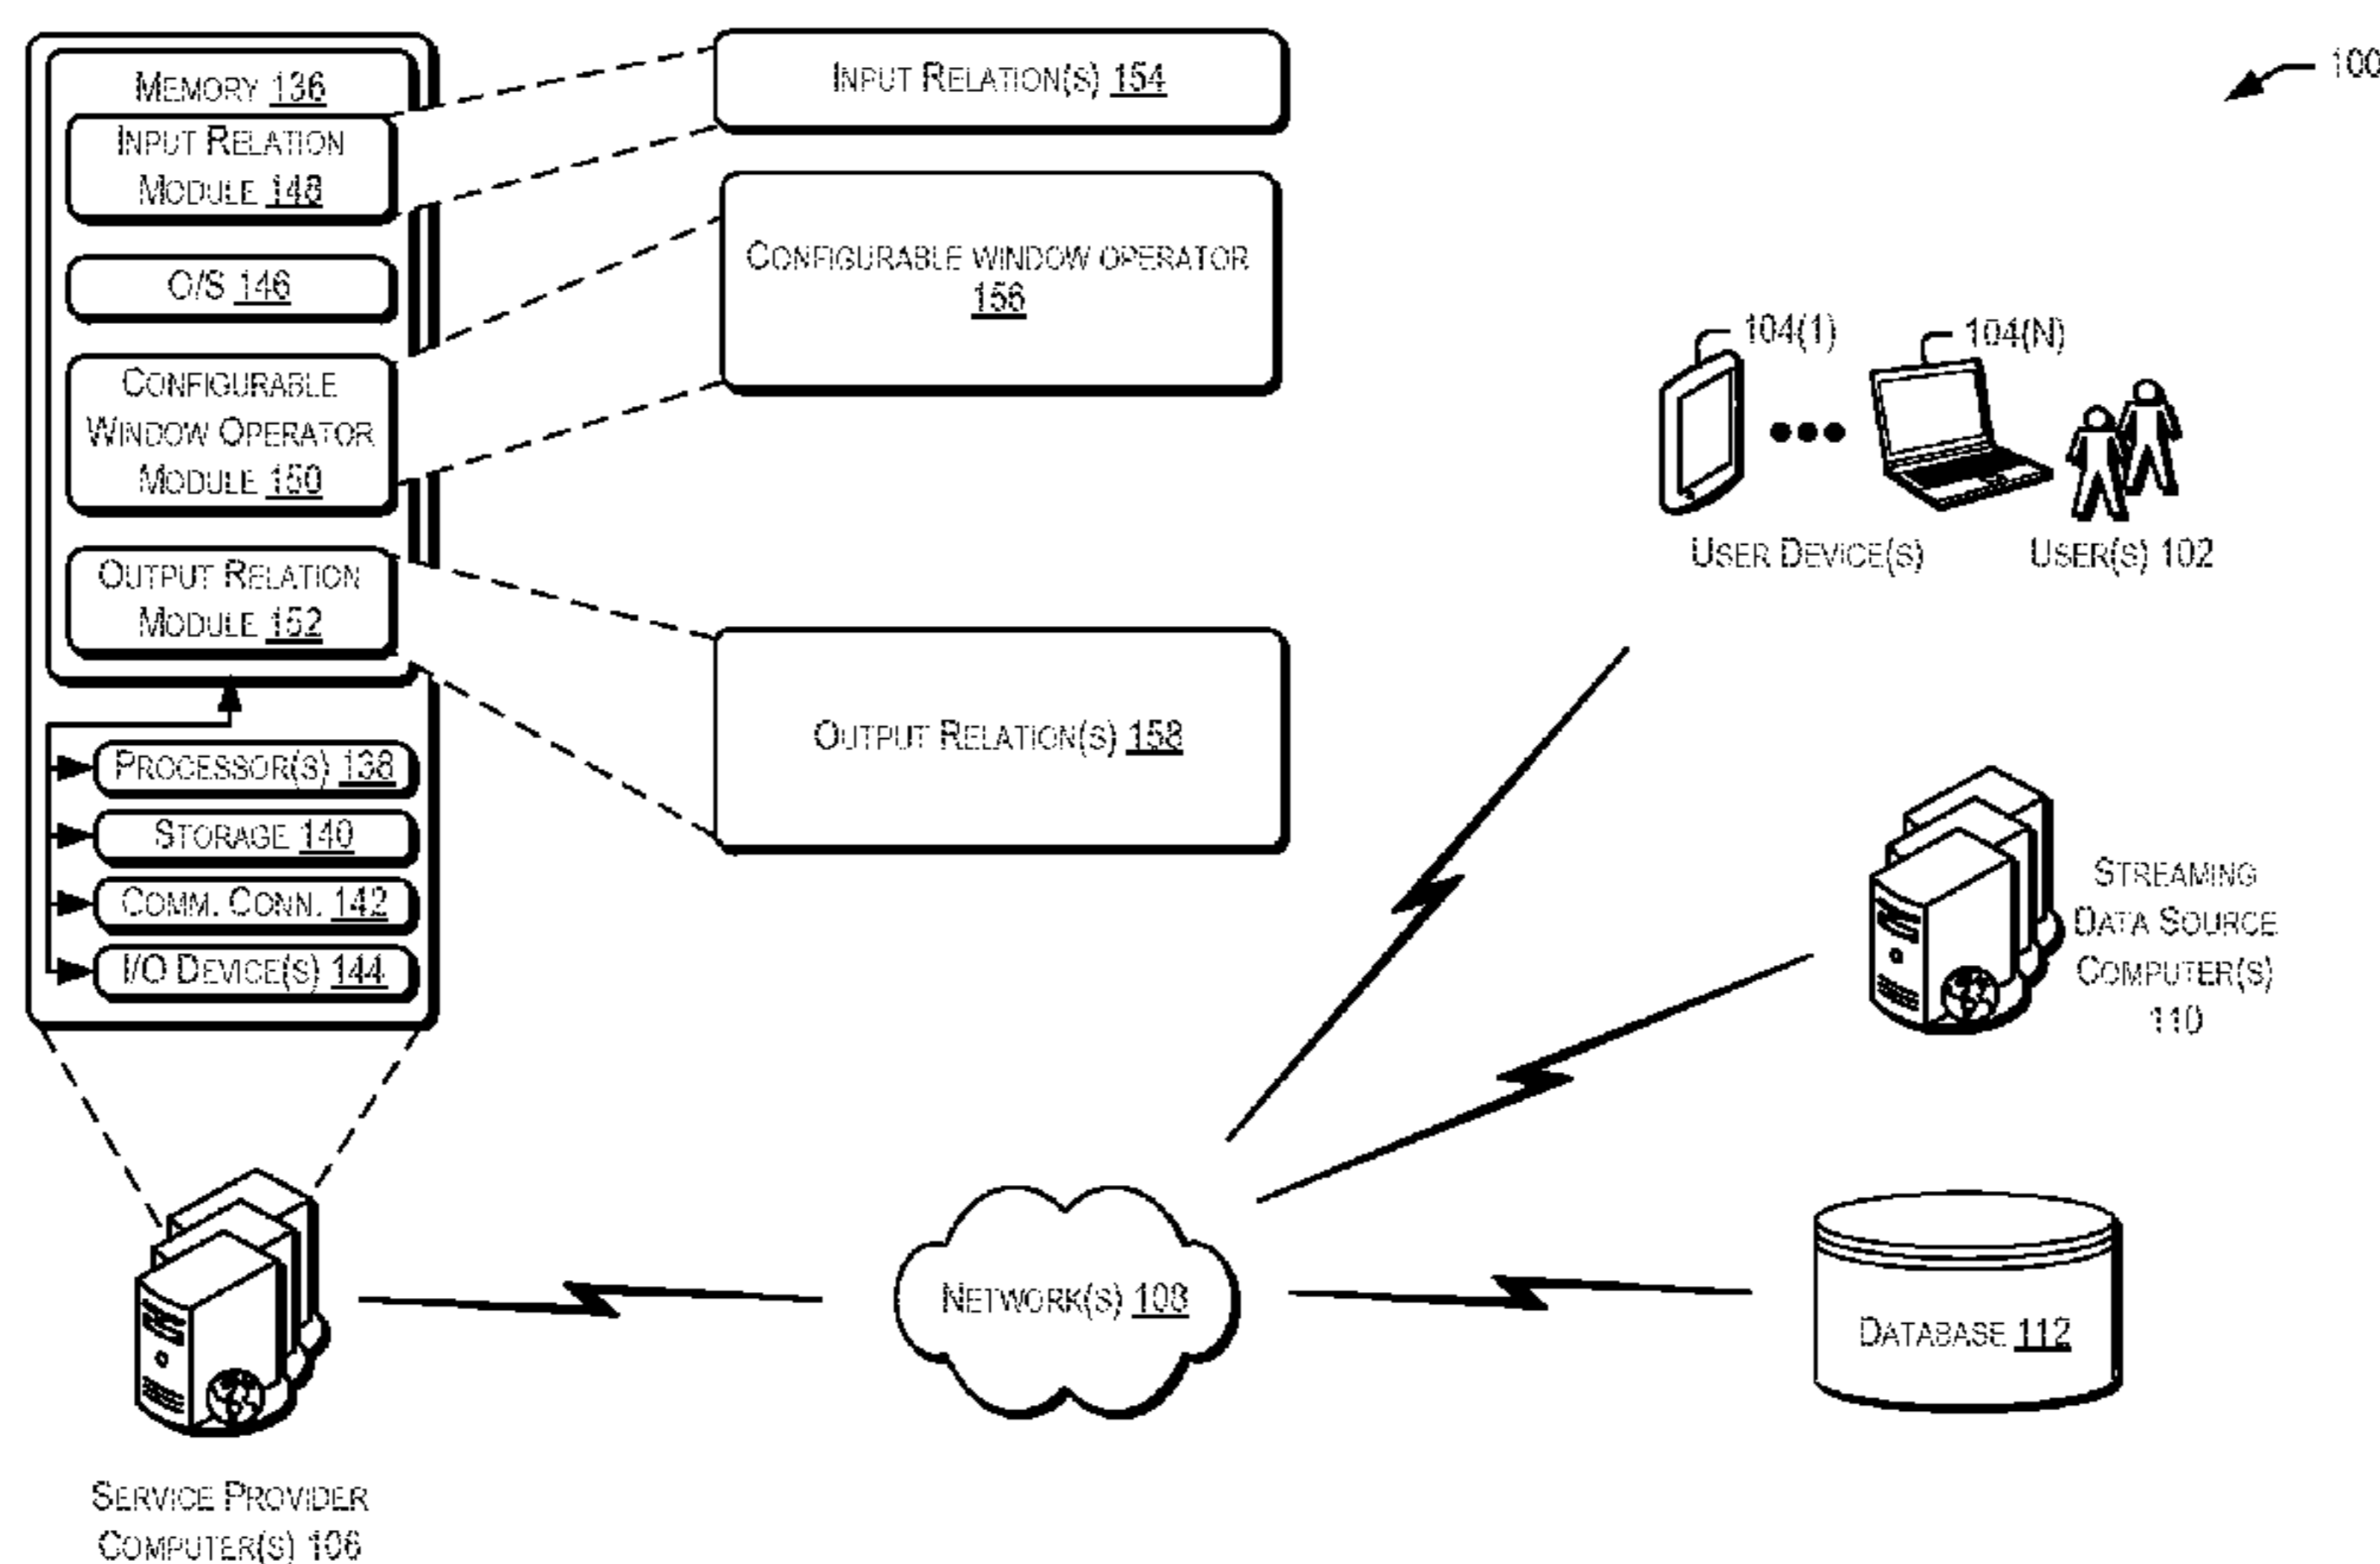 100
MEMORY 136
INPUT RELATION
MODULE 148
O/S 146
CONFIGURABLE
WINDOW OPERATOR
MODULE 150
OUTPUT RELATION
MODULE 152
PROCESSOR(S) 138
STORAGE 140
COMM. CONN. 142
I/O DEVICE(S) 144
INPUT RELATION(S) 154
CONFIGURABLE WINDOW OPERATOR
156
OUTPUT RELATION(S) 158
104(1)
104(N)
USER DEVICE(S)
USER(S) 102
STREAMING
DATA SOURCE
COMPUTER(S)
110
NETWORK(S) 108
DATABASE 112
SERVICE PROVIDER
COMPUTER(S) 106